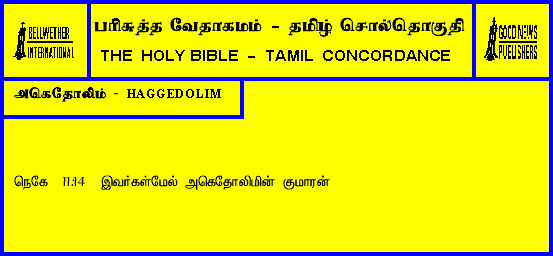 BELLWETHER
INTERNATIONAL
பரிசுத்த வேதாகமம் - தமிழ் சொல்தொகுதி
THE HOLY BIBLE - TAMIL CONCORDANCE
GOOD NEWS
PUBLISHERS
அகெதோலிம் - HAGGEDOLIM
நெகே 11:14 இவர்கள்மேல் அகெதோலிமின் குமாரன்